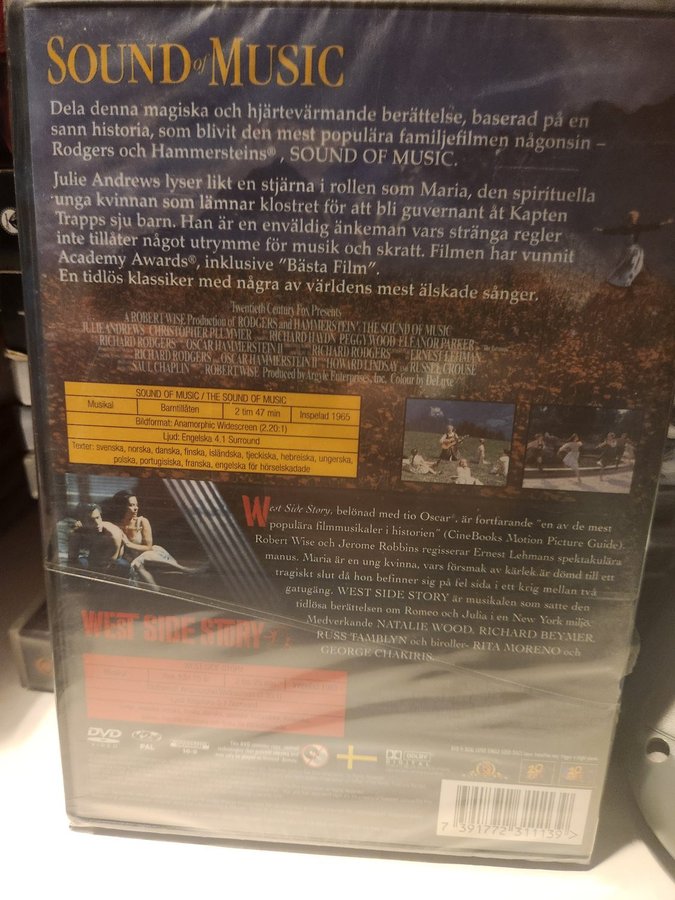 SOUND of MUSIC
Dela denna magiska och hjärtevärmande berättelse, baserad på en
sann historia, som blivit den mest populära familjefilmen någonsin –
Rodgers och Hammersteins®, SOUND OF MUSIC.
Julie Andrews lyser likt en stjärna i rollen som Maria, den spirituella
unga kvinnan som lämnar klostret för att bli guvernant åt Kapten
Trapps sju barn. Han är en enväldig änkeman vars stränga regler
inte tillåter något utrymme för musik och skratt. Filmen har vunnit
Academy Awards®, inklusive "Bästa Film".
En tidlös klassiker med några av världens mest älskade sånger.
Twentieth Century Fox Presents
A ROBERT WISE Production of RODGERS and HAMMERSTEIN'S THE SOUND OF MUSIC
JULIE ANDREWS CHRISTOPHER PLUMMER RICHARD HAYDN PEGGY WOOD ELEANOR PARKER
RICHARD RODGERS OSCAR HAMMERSTEIN II RICHARD RODGERS ERNEST LEHMAN
RICHARD RODGERS and OSCAR HAMMERSTEIN II HOWARD LINDSAY and RUSSEL CROUSE
SAUL CHAPLIN ROBERT WISE Produced by Argyle Enterprises, Inc. Colour by DeLuxe
SOUND OF MUSIC / THE SOUND OF MUSIC
Musikal Barntillåten 2 tim 47 min Inspelad 1965
Bildformat: Anamorphic Widescreen (2.20:1)
Ljud: Engelska 4.1 Surround
Texter: svenska, norska, danska, finska, isländska, tjeckiska, hebreiska, ungerska,
polska, portugisiska, franska, engelska för hörselskadade
West Side Story, belönad med tio Oscar®, är fortfarande "en av de mest
populära filmmusikaler i historien" (CineBooks Motion Picture Guide).
Robert Wise och Jerome Robbins regisserar Ernest Lehmans spektakulära
manus. Maria är en ung kvinna, vars försmak av kärlek är dömd till ett
tragiskt slut då hon befinner sig på fel sida i ett krig mellan två
gatugäng. WEST SIDE STORY är musikalen som satte den
tidlösa berättelsen om Romeo och Julia i en New York miljö.
Medverkande NATALIE WOOD, RICHARD BEYMER,
RUSS TAMBLYN och biroller- RITA MORENO och
GEORGE CHAKIRIS.
WEST SIDE STORY
DVD VIDEO
PAL
16:9
DOLBY
DIGITAL
7 391772 311139 >